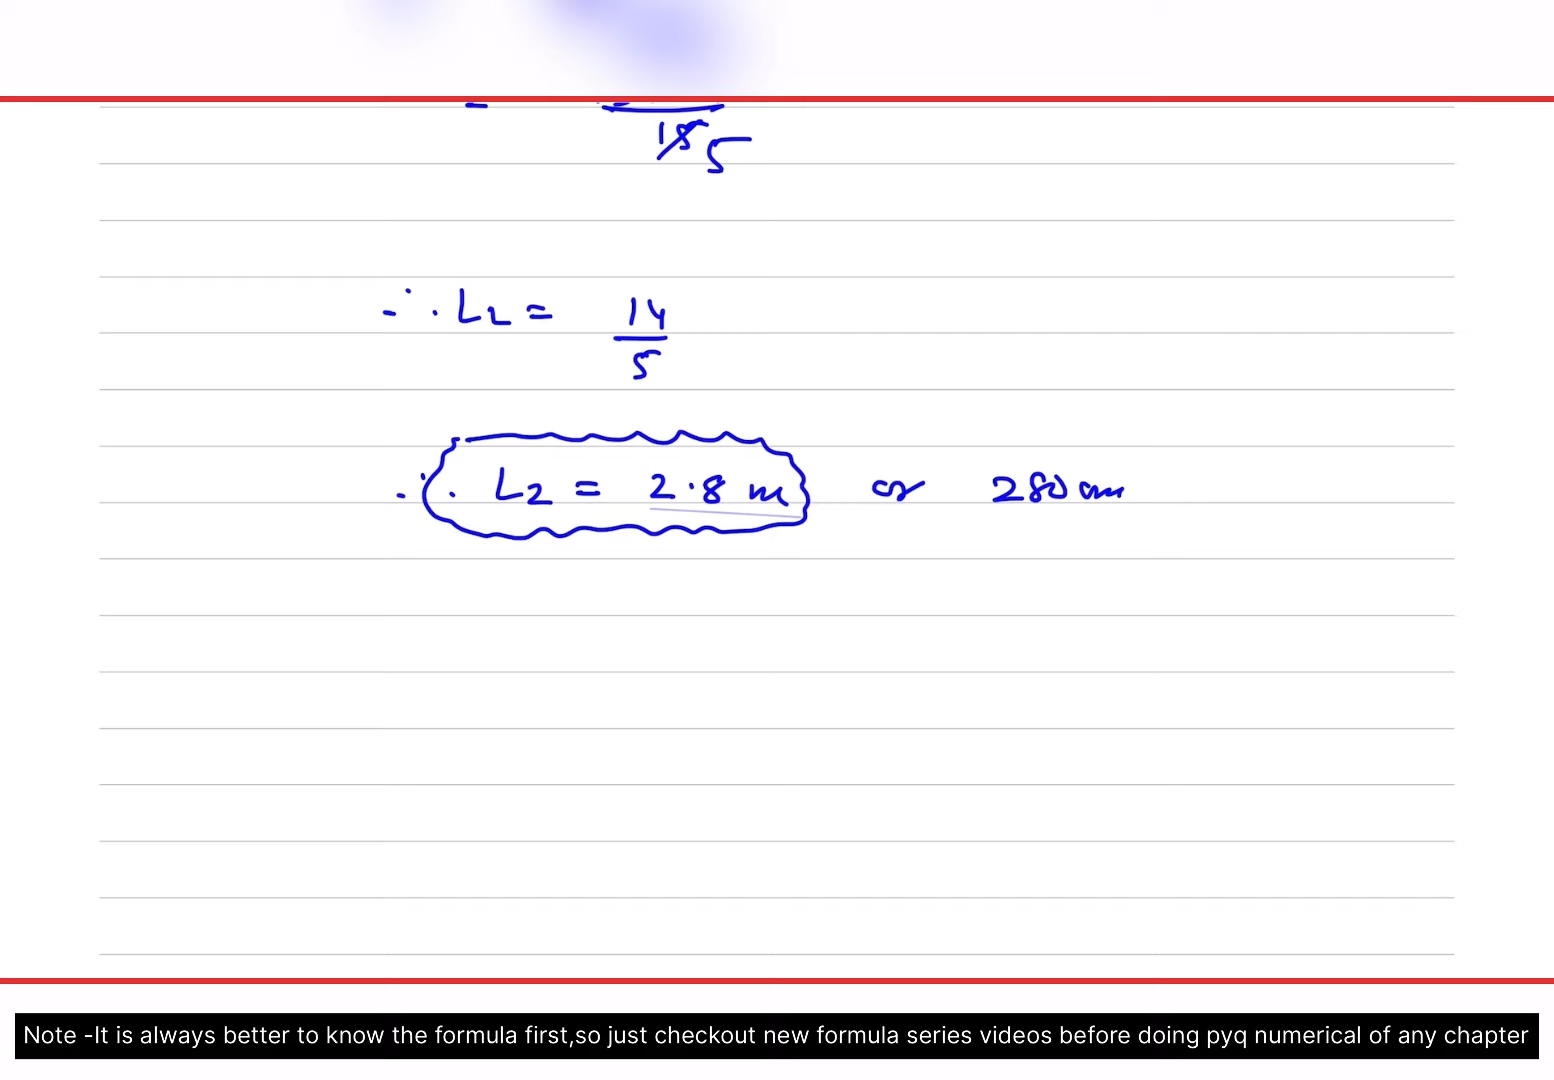 =
15 5
∴ L2 = 14/5
∴ L2 = 2.8 m or 280 cm
Note -It is always better to know the formula first,so just checkout new formula series videos before doing pyq numerical of any chapter